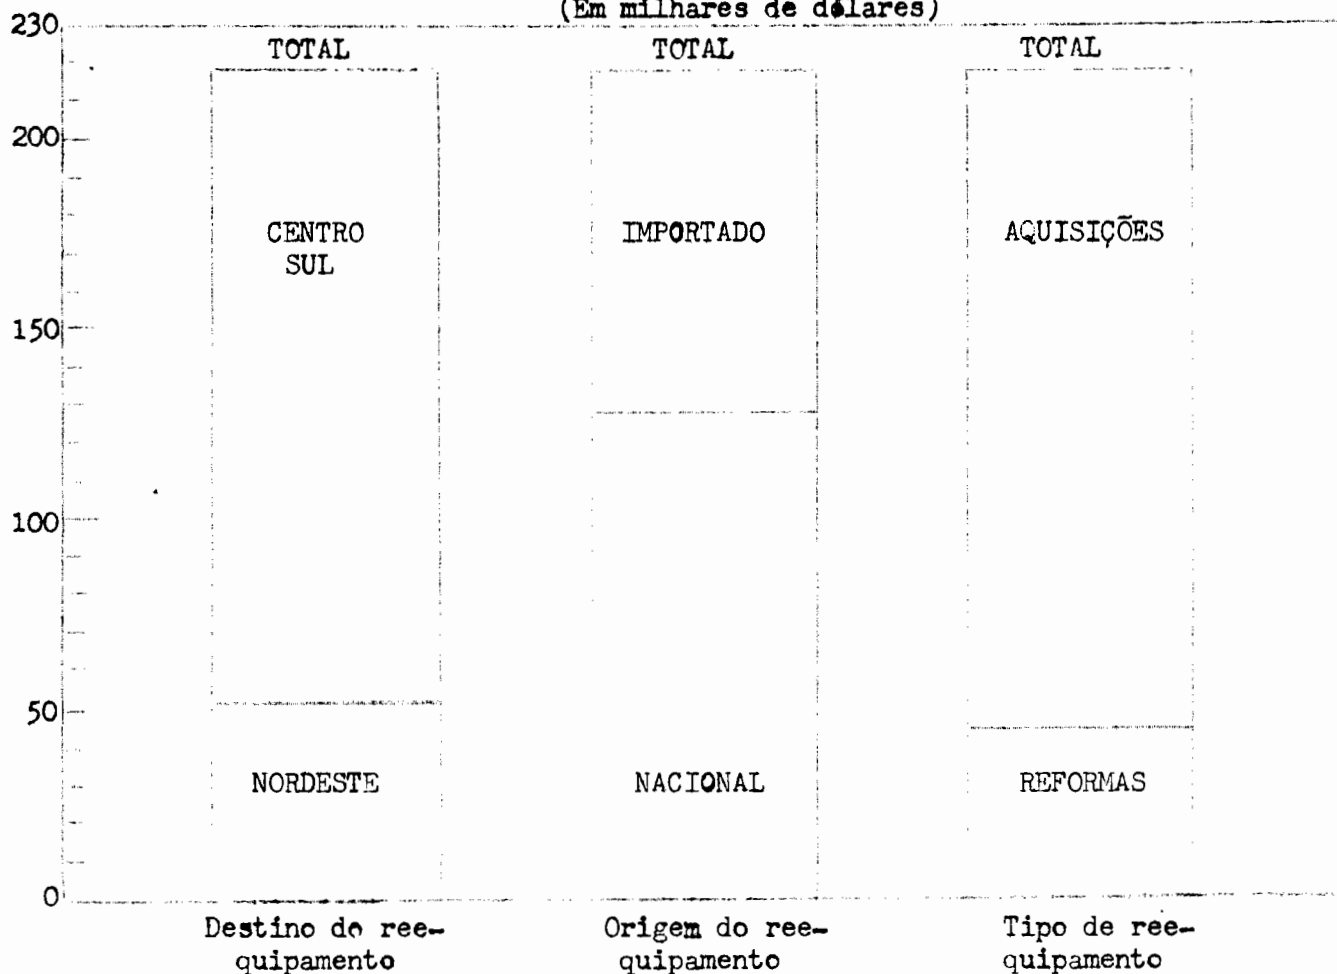 (Em milhares de dólares)
230
TOTAL TOTAL TOTAL
200
CENTRO
SUL
IMPORTADO
AQUISIÇÕES
150
100
50
NORDESTE
NACIONAL
REFORMAS
0
Destino do ree-
quipamento
Origem do ree-
quipamento
Tipo de ree-
quipamento